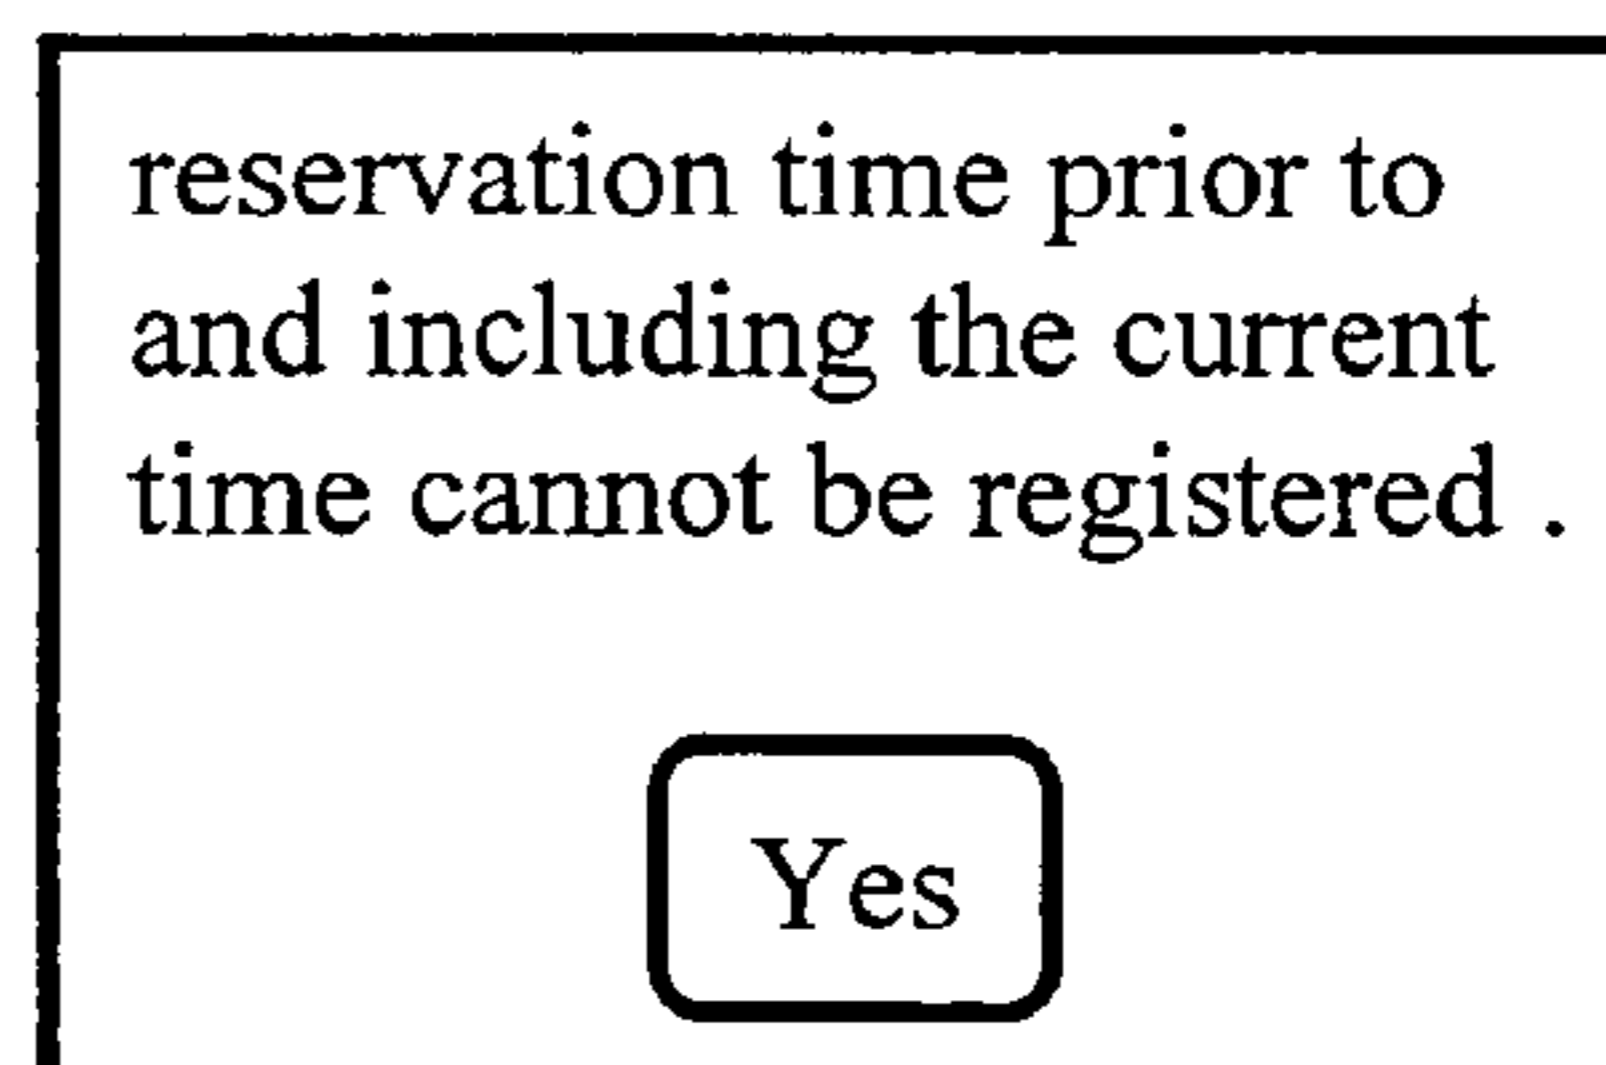 reservation time prior to
and including the current
time cannot be registered .
Yes